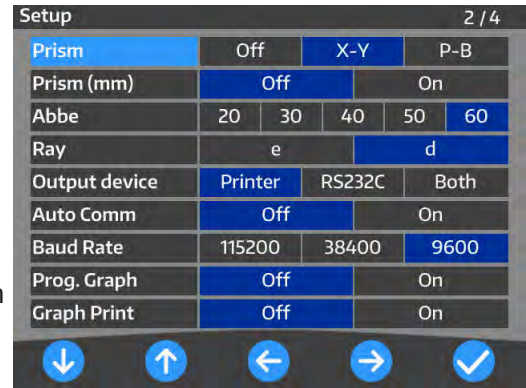 Setup 2/4
Prism Off X-Y P-B
Prism (mm) Off On
Abbe 20 30 40 50 60
Ray e d
Output device Printer RS232C Both
Auto Comm Off On
Baud Rate 115200 38400 9600
Prog. Graph Off On
Graph Print Off On